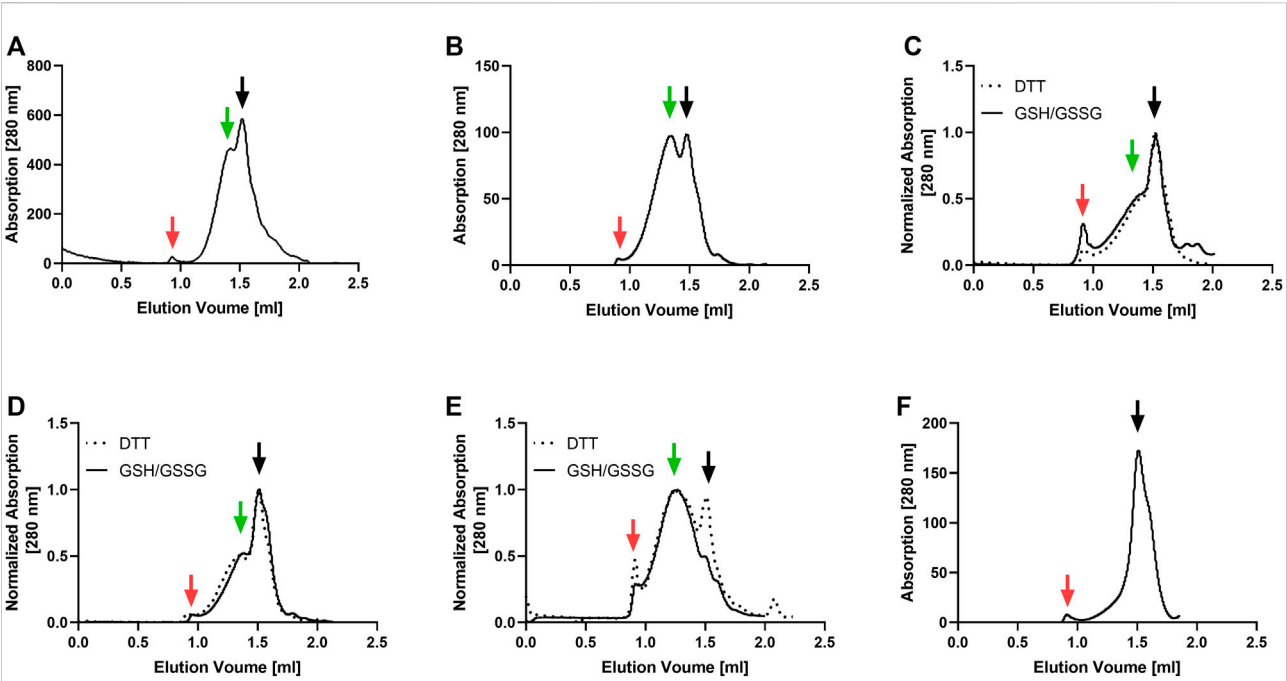 A
Absorption [280 nm]
800
600
400
200
0
0.0 0.5 1.0 1.5 2.0 2.5
Elution Voume [ml]
B
Absorption [280 nm]
150
100
50
0
0.0 0.5 1.0 1.5 2.0 2.5
Elution Voume [ml]
C
Normalized Absorption
[280 nm]
1.5
1.0
0.5
0.0
DTT
GSH/GSSG
0.0 0.5 1.0 1.5 2.0 2.5
Elution Voume [ml]
D
Normalized Absorption
[280 nm]
1.5
1.0
0.5
0.0
DTT
GSH/GSSG
0.0 0.5 1.0 1.5 2.0 2.5
Elution Voume [ml]
E
Normalized Absorption
[280 nm]
1.5
1.0
0.5
0.0
DTT
GSH/GSSG
0.0 0.5 1.0 1.5 2.0 2.5
Elution Voume [ml]
F
Absorption [280 nm]
200
150
100
50
0
0.0 0.5 1.0 1.5 2.0 2.5
Elution Voume [ml]